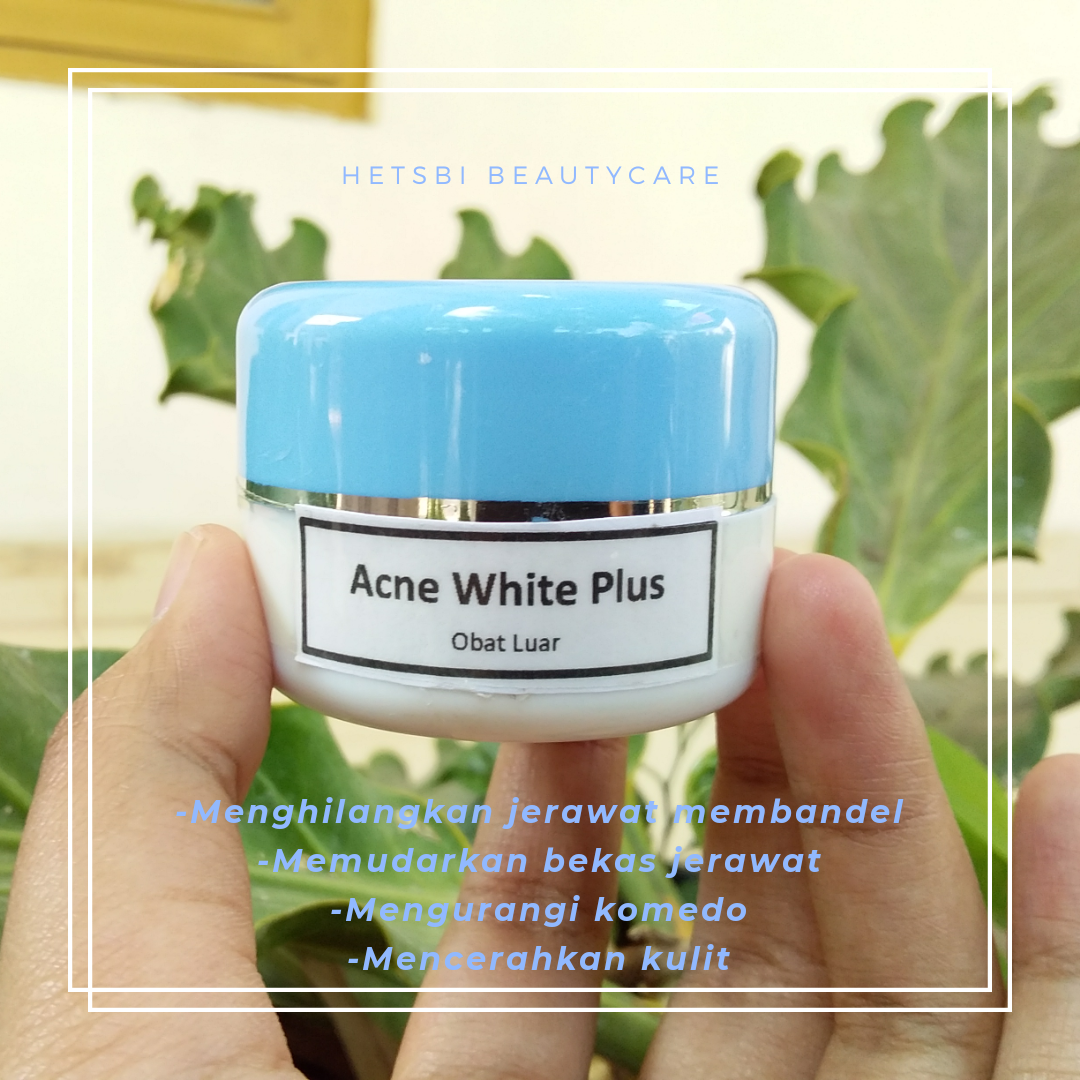 HETSBI BEAUTYCARE
Acne White Plus
Obat Luar
-Menghilangkan jerawat membandel
-Memudarkan bekas jerawat
-Mengurangi komedo
-Mencerahkan kulit